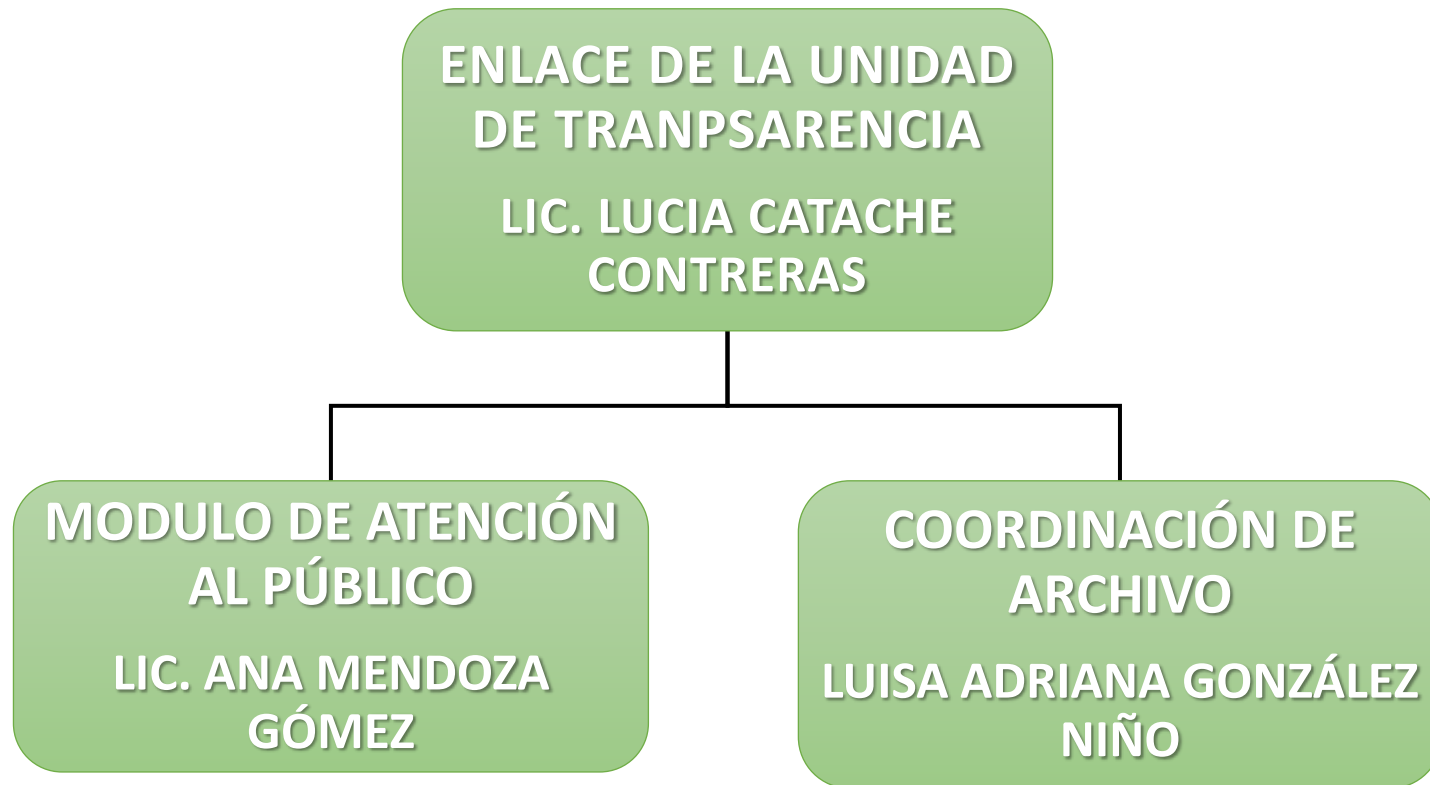 ENLACE DE LA UNIDAD
DE TRANPSARENCIA
LIC. LUCIA CATACHE
CONTRERAS
MODULO DE ATENCIÓN
AL PÚBLICO
LIC. ANA MENDOZA
GÓMEZ
COORDINACIÓN DE
ARCHIVO
LUISA ADRIANA GONZÁLEZ
NIÑO